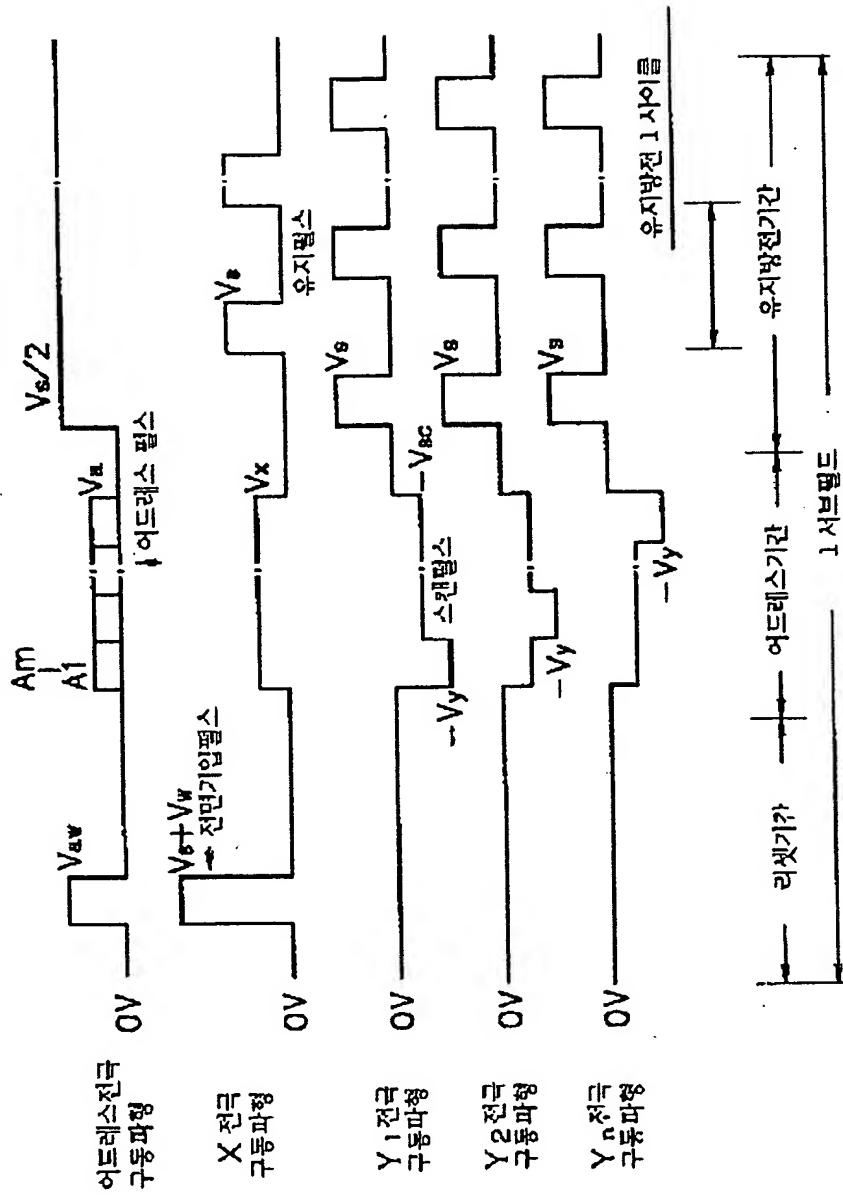 어드레스전극
구동파형
0V
Vaw
Am
A1
Va
어드레스 펄스
Vs/2
X 전극
구동파형
0V
Vs+Vw
전면기입펄스
Vx
Vs
유지펄스
Y1전극
구동파형
0V
-Vy
스캔펄스
-Vsc
Vs
Y2전극
구동파형
0V
-Vy
Vs
Yn전극
구동파형
0V
-Vy
Vs
유지방전 1 사이클
리셋기간
어드레스기간
유지방전기간
1 서브필드